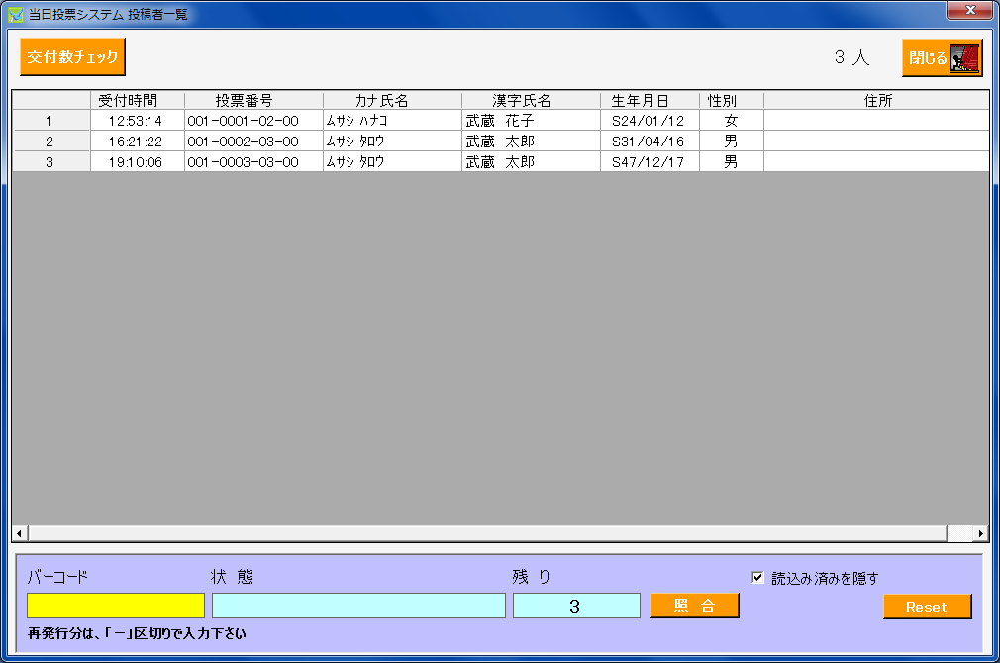 当日投票システム 投稿者一覧
交付数チェック 3 人 閉じる
受付時間 投票番号 カナ氏名 漢字氏名 生年月日 性別 住所
1 12:53:14 001-0001-02-00 ﾑｻｼ ﾊﾅｺ 武蔵 花子 S24/01/12 女
2 16:21:22 001-0002-03-00 ﾑｻｼ ﾀﾛｳ 武蔵 太郎 S31/04/16 男
3 19:10:06 001-0003-03-00 ﾑｻｼ ﾀﾛｳ 武蔵 太郎 S47/12/17 男
バーコード 状 態 残 り 読込み済みを隠す
3 照 合 Reset
再発行分は、「－」区切りで入力下さい